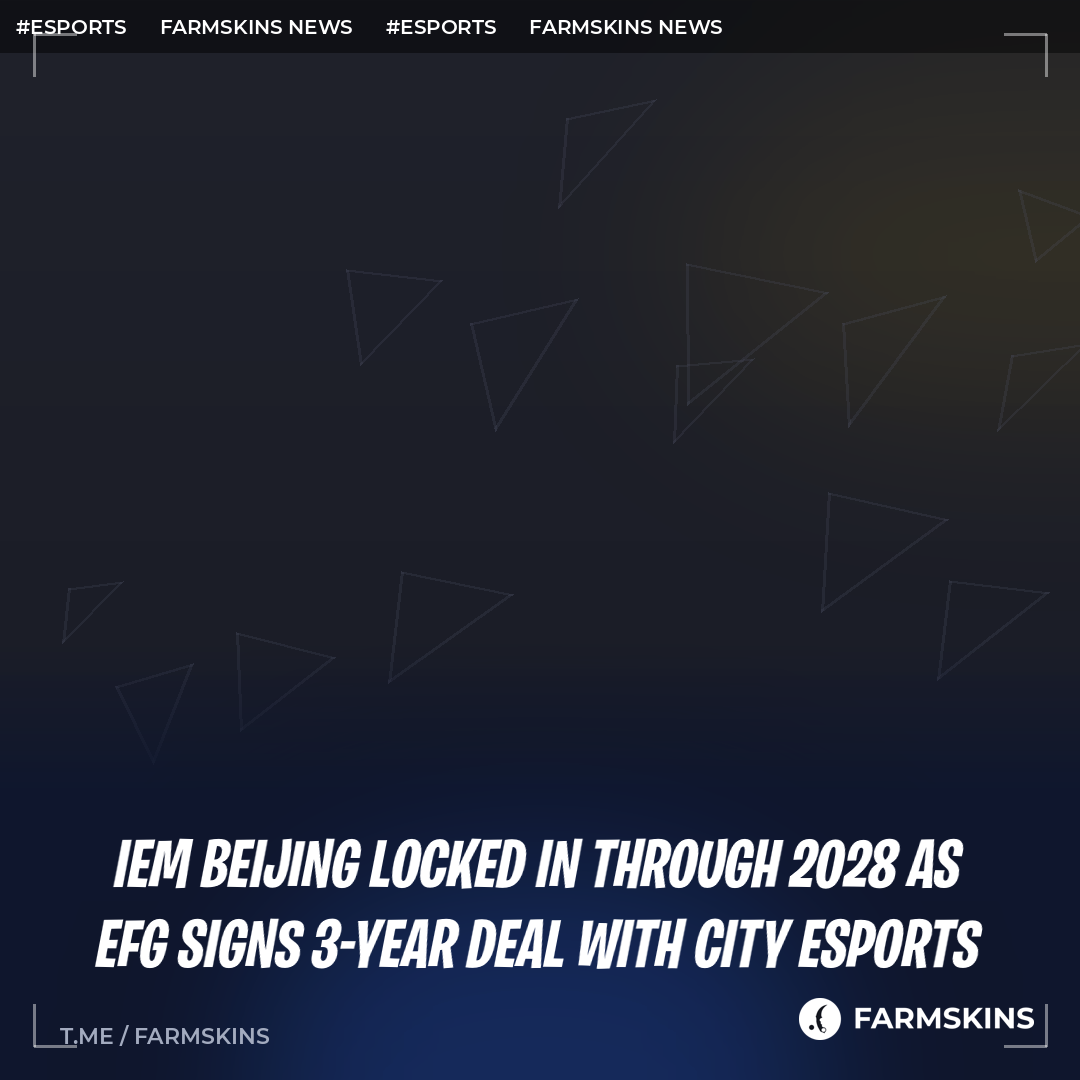 #ESPORTS FARMSKINS NEWS #ESPORTS FARMSKINS NEWS
IEM BEIJING LOCKED IN THROUGH 2028 AS
EFG SIGNS 3-YEAR DEAL WITH CITY ESPORTS
T.ME / FARMSKINS
FARMSKINS